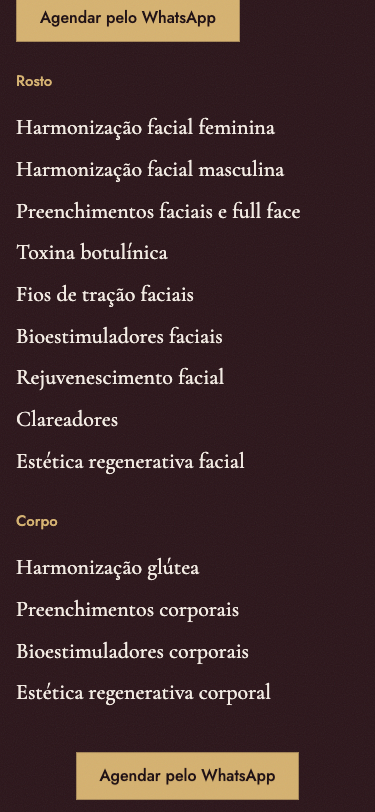 Agendar pelo WhatsApp
Rosto
Harmonização facial feminina
Harmonização facial masculina
Preenchimentos faciais e full face
Toxina botulínica
Fios de tração faciais
Bioestimuladores faciais
Rejuvenescimento facial
Clareadores
Estética regenerativa facial
Corpo
Harmonização glútea
Preenchimentos corporais
Bioestimuladores corporais
Estética regenerativa corporal
Agendar pelo WhatsApp